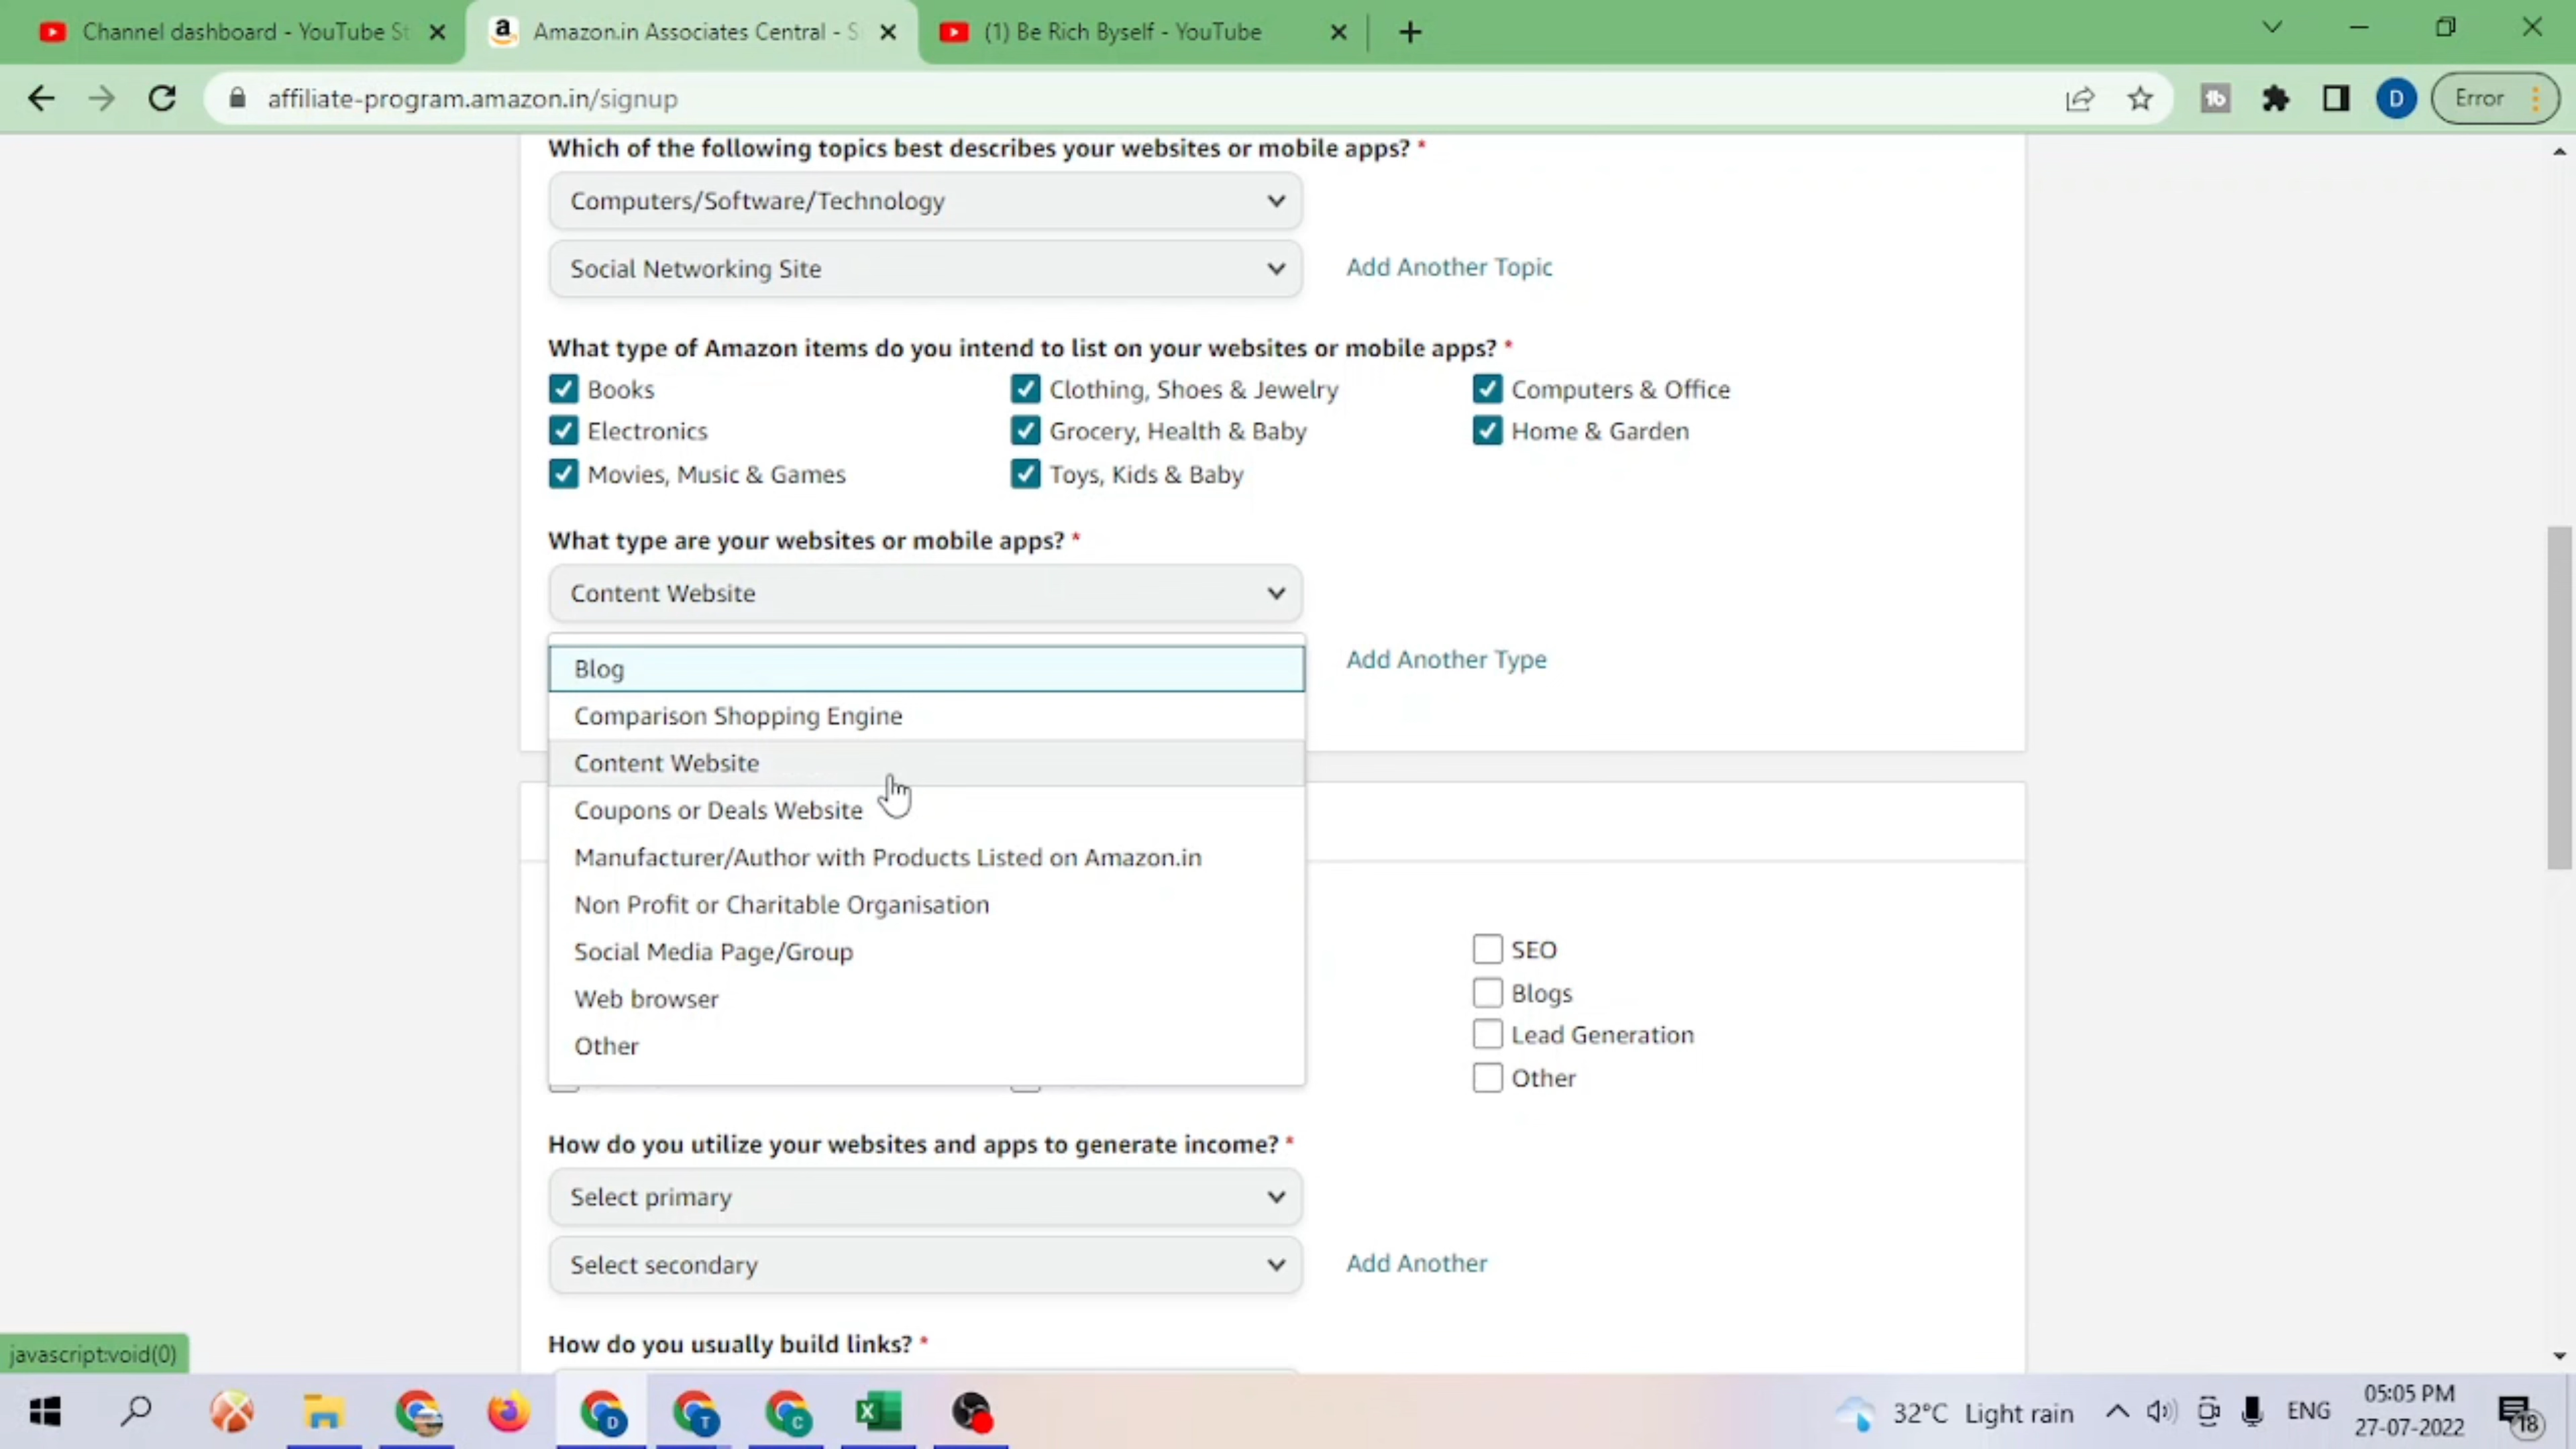 Channel dashboard - YouTube St
Amazon.in Associates Central - S
(1) Be Rich Byself - YouTube
affiliate-program.amazon.in/signup
D
Error
Which of the following topics best describes your websites or mobile apps? *
Computers/Software/Technology
Social Networking Site
Add Another Topic
What type of Amazon items do you intend to list on your websites or mobile apps? *
Books
Clothing, Shoes & Jewelry
Computers & Office
Electronics
Grocery, Health & Baby
Home & Garden
Movies, Music & Games
Toys, Kids & Baby
What type are your websites or mobile apps? *
Content Website
Blog
Add Another Type
Comparison Shopping Engine
Content Website
Coupons or Deals Website
Manufacturer/Author with Products Listed on Amazon.in
Non Profit or Charitable Organisation
Social Media Page/Group
SEO
Web browser
Blogs
Other
Lead Generation
Other
How do you utilize your websites and apps to generate income? *
Select primary
Select secondary
Add Another
How do you usually build links? *
javascript:void(0)
D
T
C
32°C Light rain
ENG
05:05 PM
27-07-2022
18